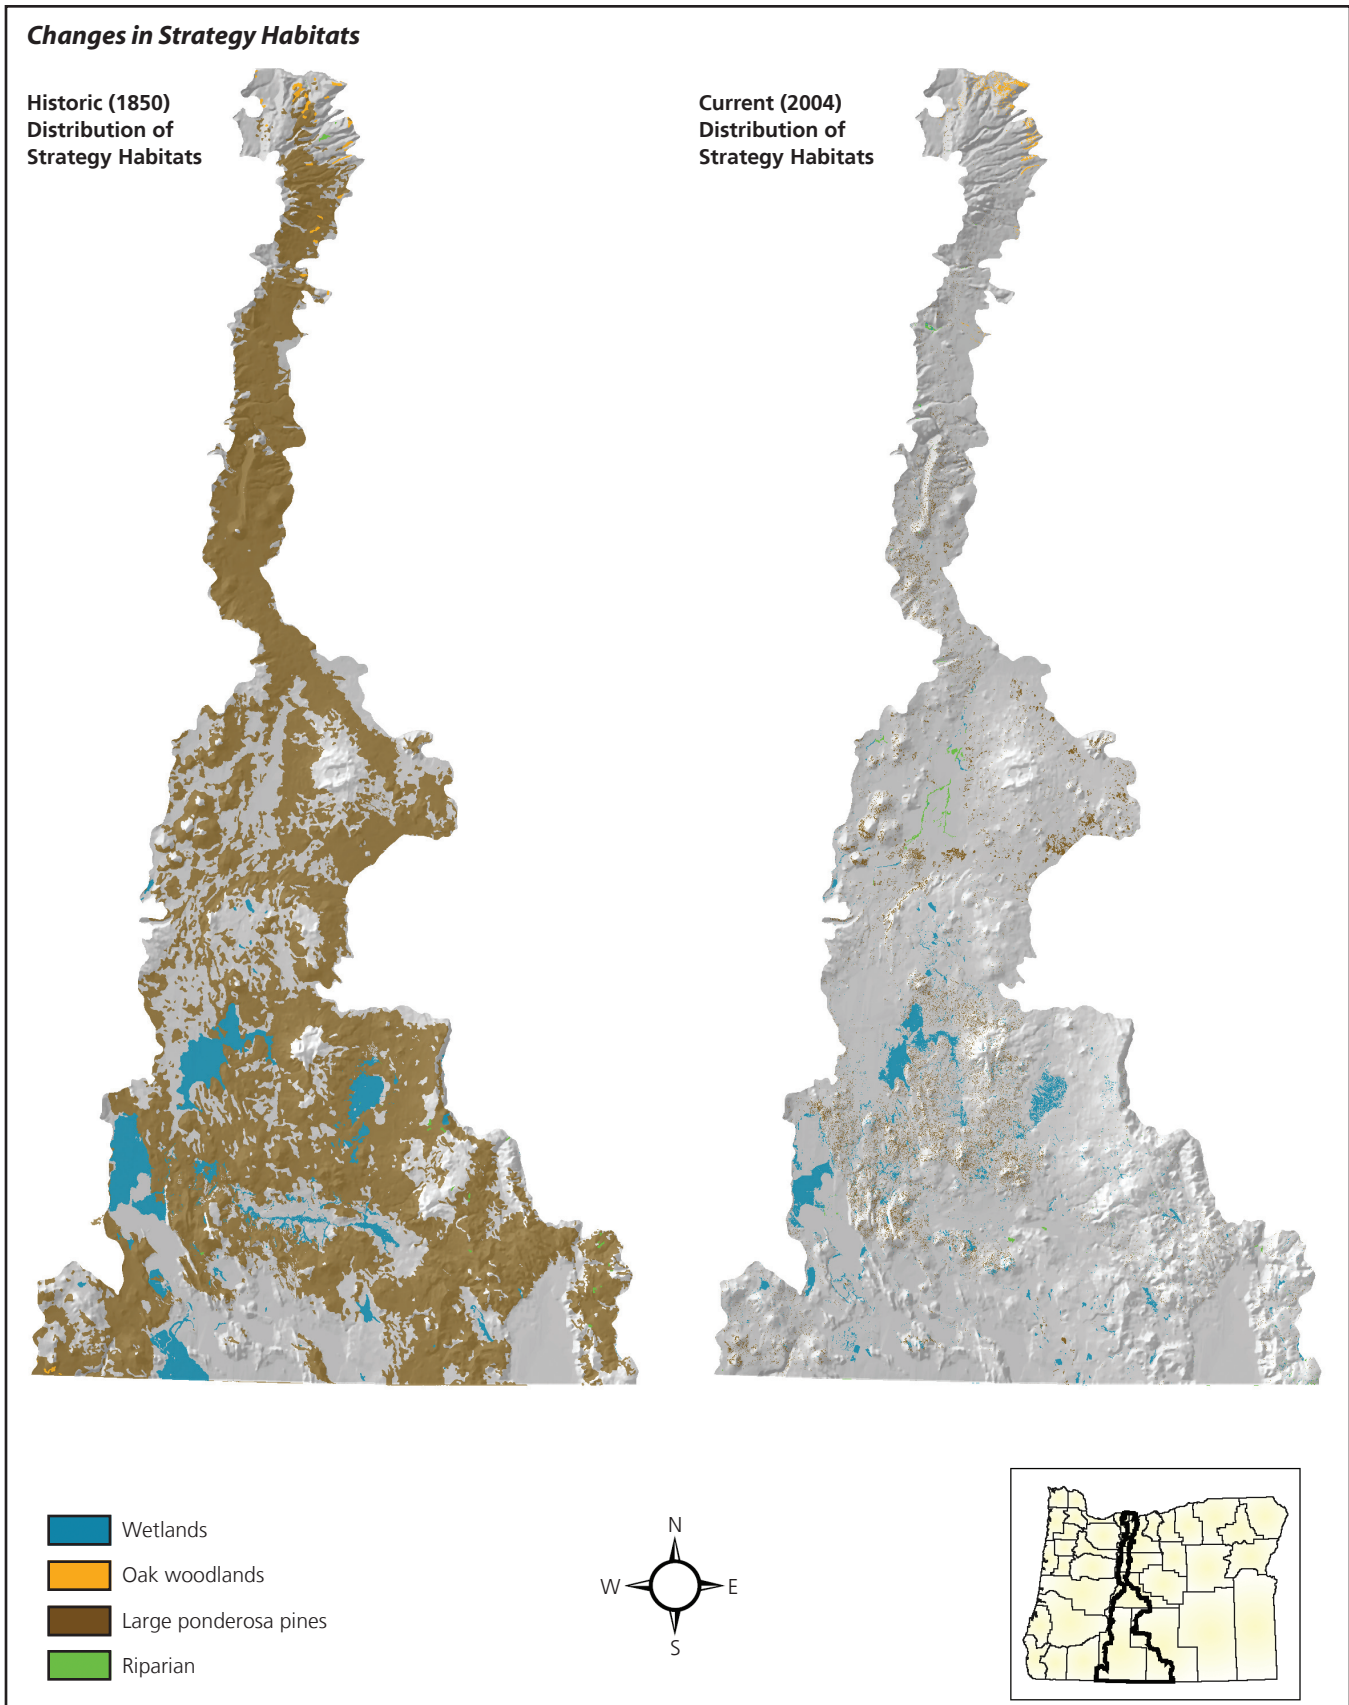 Changes in Strategy Habitats
Historic (1850)
Distribution of
Strategy Habitats
Current (2004)
Distribution of
Strategy Habitats
Wetlands
Oak woodlands
Large ponderosa pines
Riparian
N
W
E
S